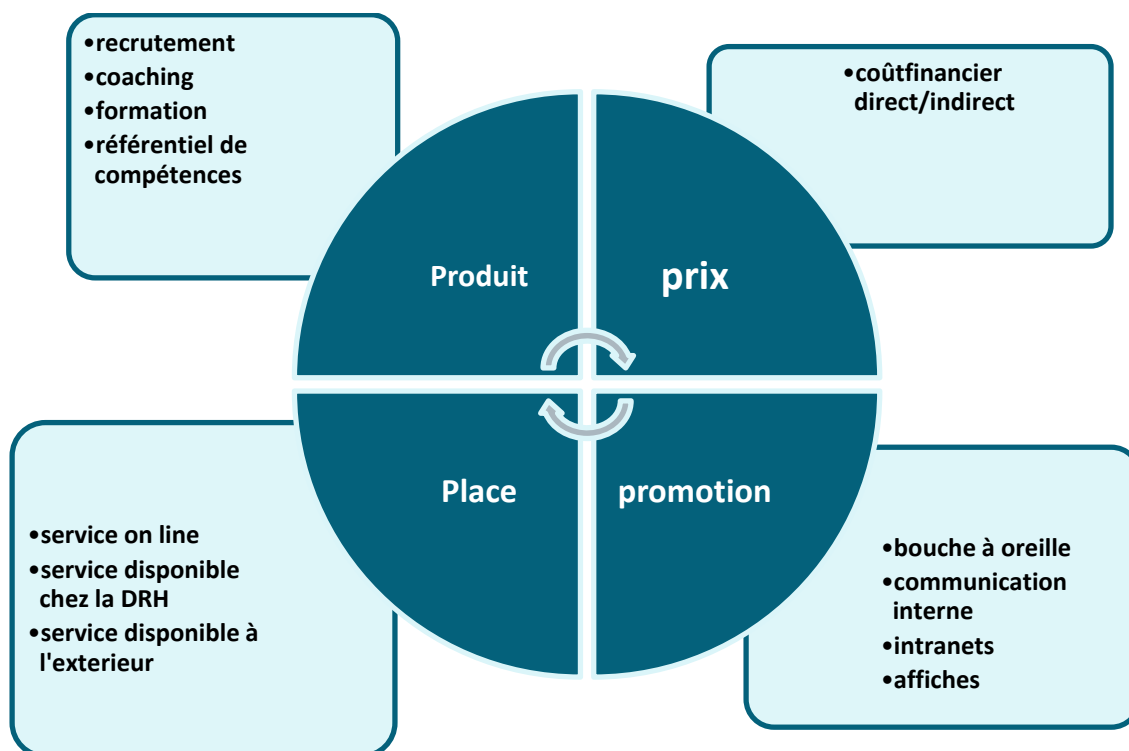 •recrutement
•coaching
•formation
•référentiel de
compétences
•coûtfinancier
direct/indirect
Produit
prix
Place
promotion
•service on line
•service disponible
chez la DRH
•service disponible à
l'exterieur
•bouche à oreille
•communication
interne
•intranets
•affiches